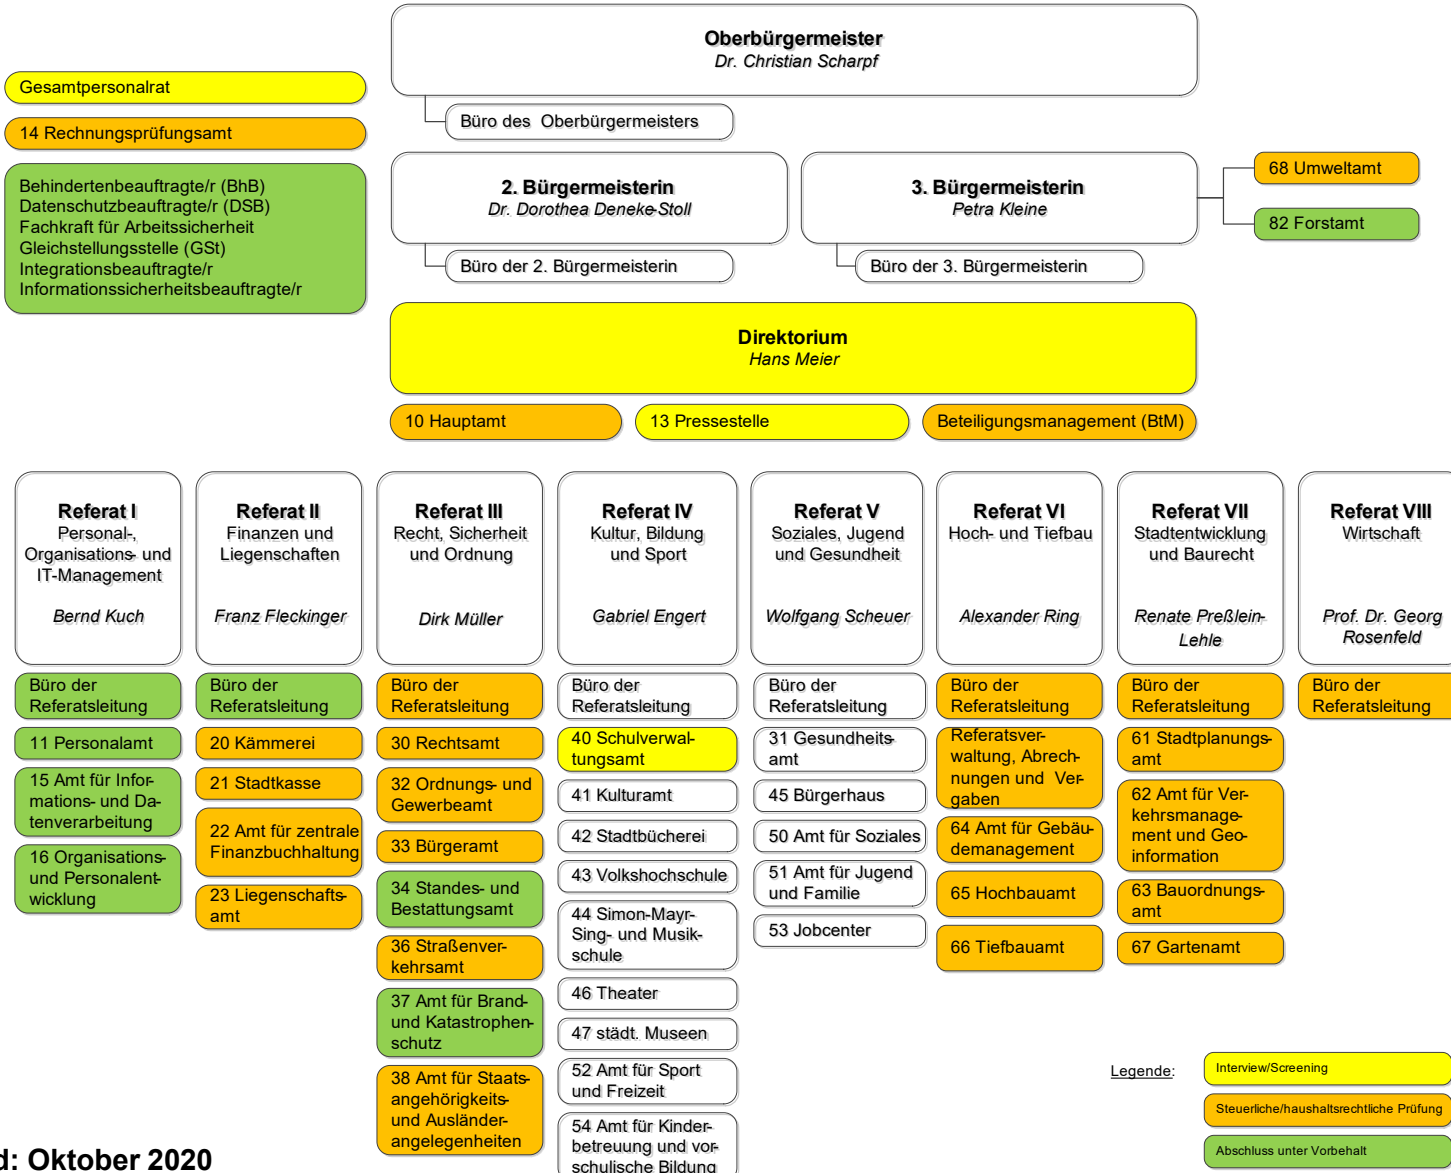 Oberbürgermeister
Dr. Christian Scharpf
Büro des Oberbürgermeisters
Gesamtpersonalrat
14 Rechnungsprüfungsamt
Behindertenbeauftragte/r (BhB)
Datenschutzbeauftragte/r (DSB)
Fachkraft für Arbeitssicherheit
Gleichstellungsstelle (GSt)
Integrationsbeauftragte/r
Informationssicherheitsbeauftragte/r
2. Bürgermeisterin
Dr. Dorothea Deneke-Stoll
Büro der 2. Bürgermeisterin
3. Bürgermeisterin
Petra Kleine
Büro der 3. Bürgermeisterin
68 Umweltamt
82 Forstamt
Direktorium
Hans Meier
10 Hauptamt
13 Pressestelle
Beteiligungsmanagement (BtM)
Referat I
Personal-,
Organisations- und
IT-Management
Bernd Kuch
Büro der
Referatsleitung
11 Personalamt
15 Amt für Infor-
mations- und Da-
tenverarbeitung
16 Organisations-
und Personalent-
wicklung
Referat II
Finanzen und
Liegenschaften
Franz Fleckinger
Büro der
Referatsleitung
20 Kämmerei
21 Stadtkasse
22 Amt für zentrale
Finanzbuchhaltung
23 Liegenschafts-
amt
Referat III
Recht, Sicherheit
und Ordnung
Dirk Müller
Büro der
Referatsleitung
30 Rechtsamt
32 Ordnungs- und
Gewerbeamt
33 Bürgeramt
34 Standes- und
Bestattungsamt
36 Straßenver-
kehrsamt
37 Amt für Brand-
und Katastrophen-
schutz
38 Amt für Staats-
angehörigkeits-
und Ausländer-
angelegenheiten
Referat IV
Kultur, Bildung
und Sport
Gabriel Engert
Büro der
Referatsleitung
40 Schulverwal-
tungsamt
41 Kulturamt
42 Stadtbücherei
43 Volkshochschule
44 Simon-Mayr-
Sing- und Musik-
schule
46 Theater
47 städt. Museen
52 Amt für Sport
und Freizeit
54 Amt für Kinder-
betreuung und vor-
schulische Bildung
Referat V
Soziales, Jugend
und Gesundheit
Wolfgang Scheuer
Büro der
Referatsleitung
31 Gesundheits-
amt
45 Bürgerhaus
50 Amt für Soziales
51 Amt für Jugend
und Familie
53 Jobcenter
Referat VI
Hoch- und Tiefbau
Alexander Ring
Büro der
Referatsleitung
Referatsver-
waltung, Abrech-
nungen und Ver-
gaben
64 Amt für Gebäu-
demanagement
65 Hochbauamt
66 Tiefbauamt
Referat VII
Stadtentwicklung
und Baurecht
Renate Preßlein-
Lehle
Büro der
Referatsleitung
61 Stadtplanungs-
amt
62 Amt für Ver-
kehrsmanage-
ment und Geo-
information
63 Bauordnungs-
amt
67 Gartenamt
Referat VIII
Wirtschaft
Prof. Dr. Georg
Rosenfeld
Büro der
Referatsleitung
Legende:
Interview/Screening
Steuerliche/haushaltsrechtliche Prüfung
Abschluss unter Vorbehalt
d: Oktober 2020